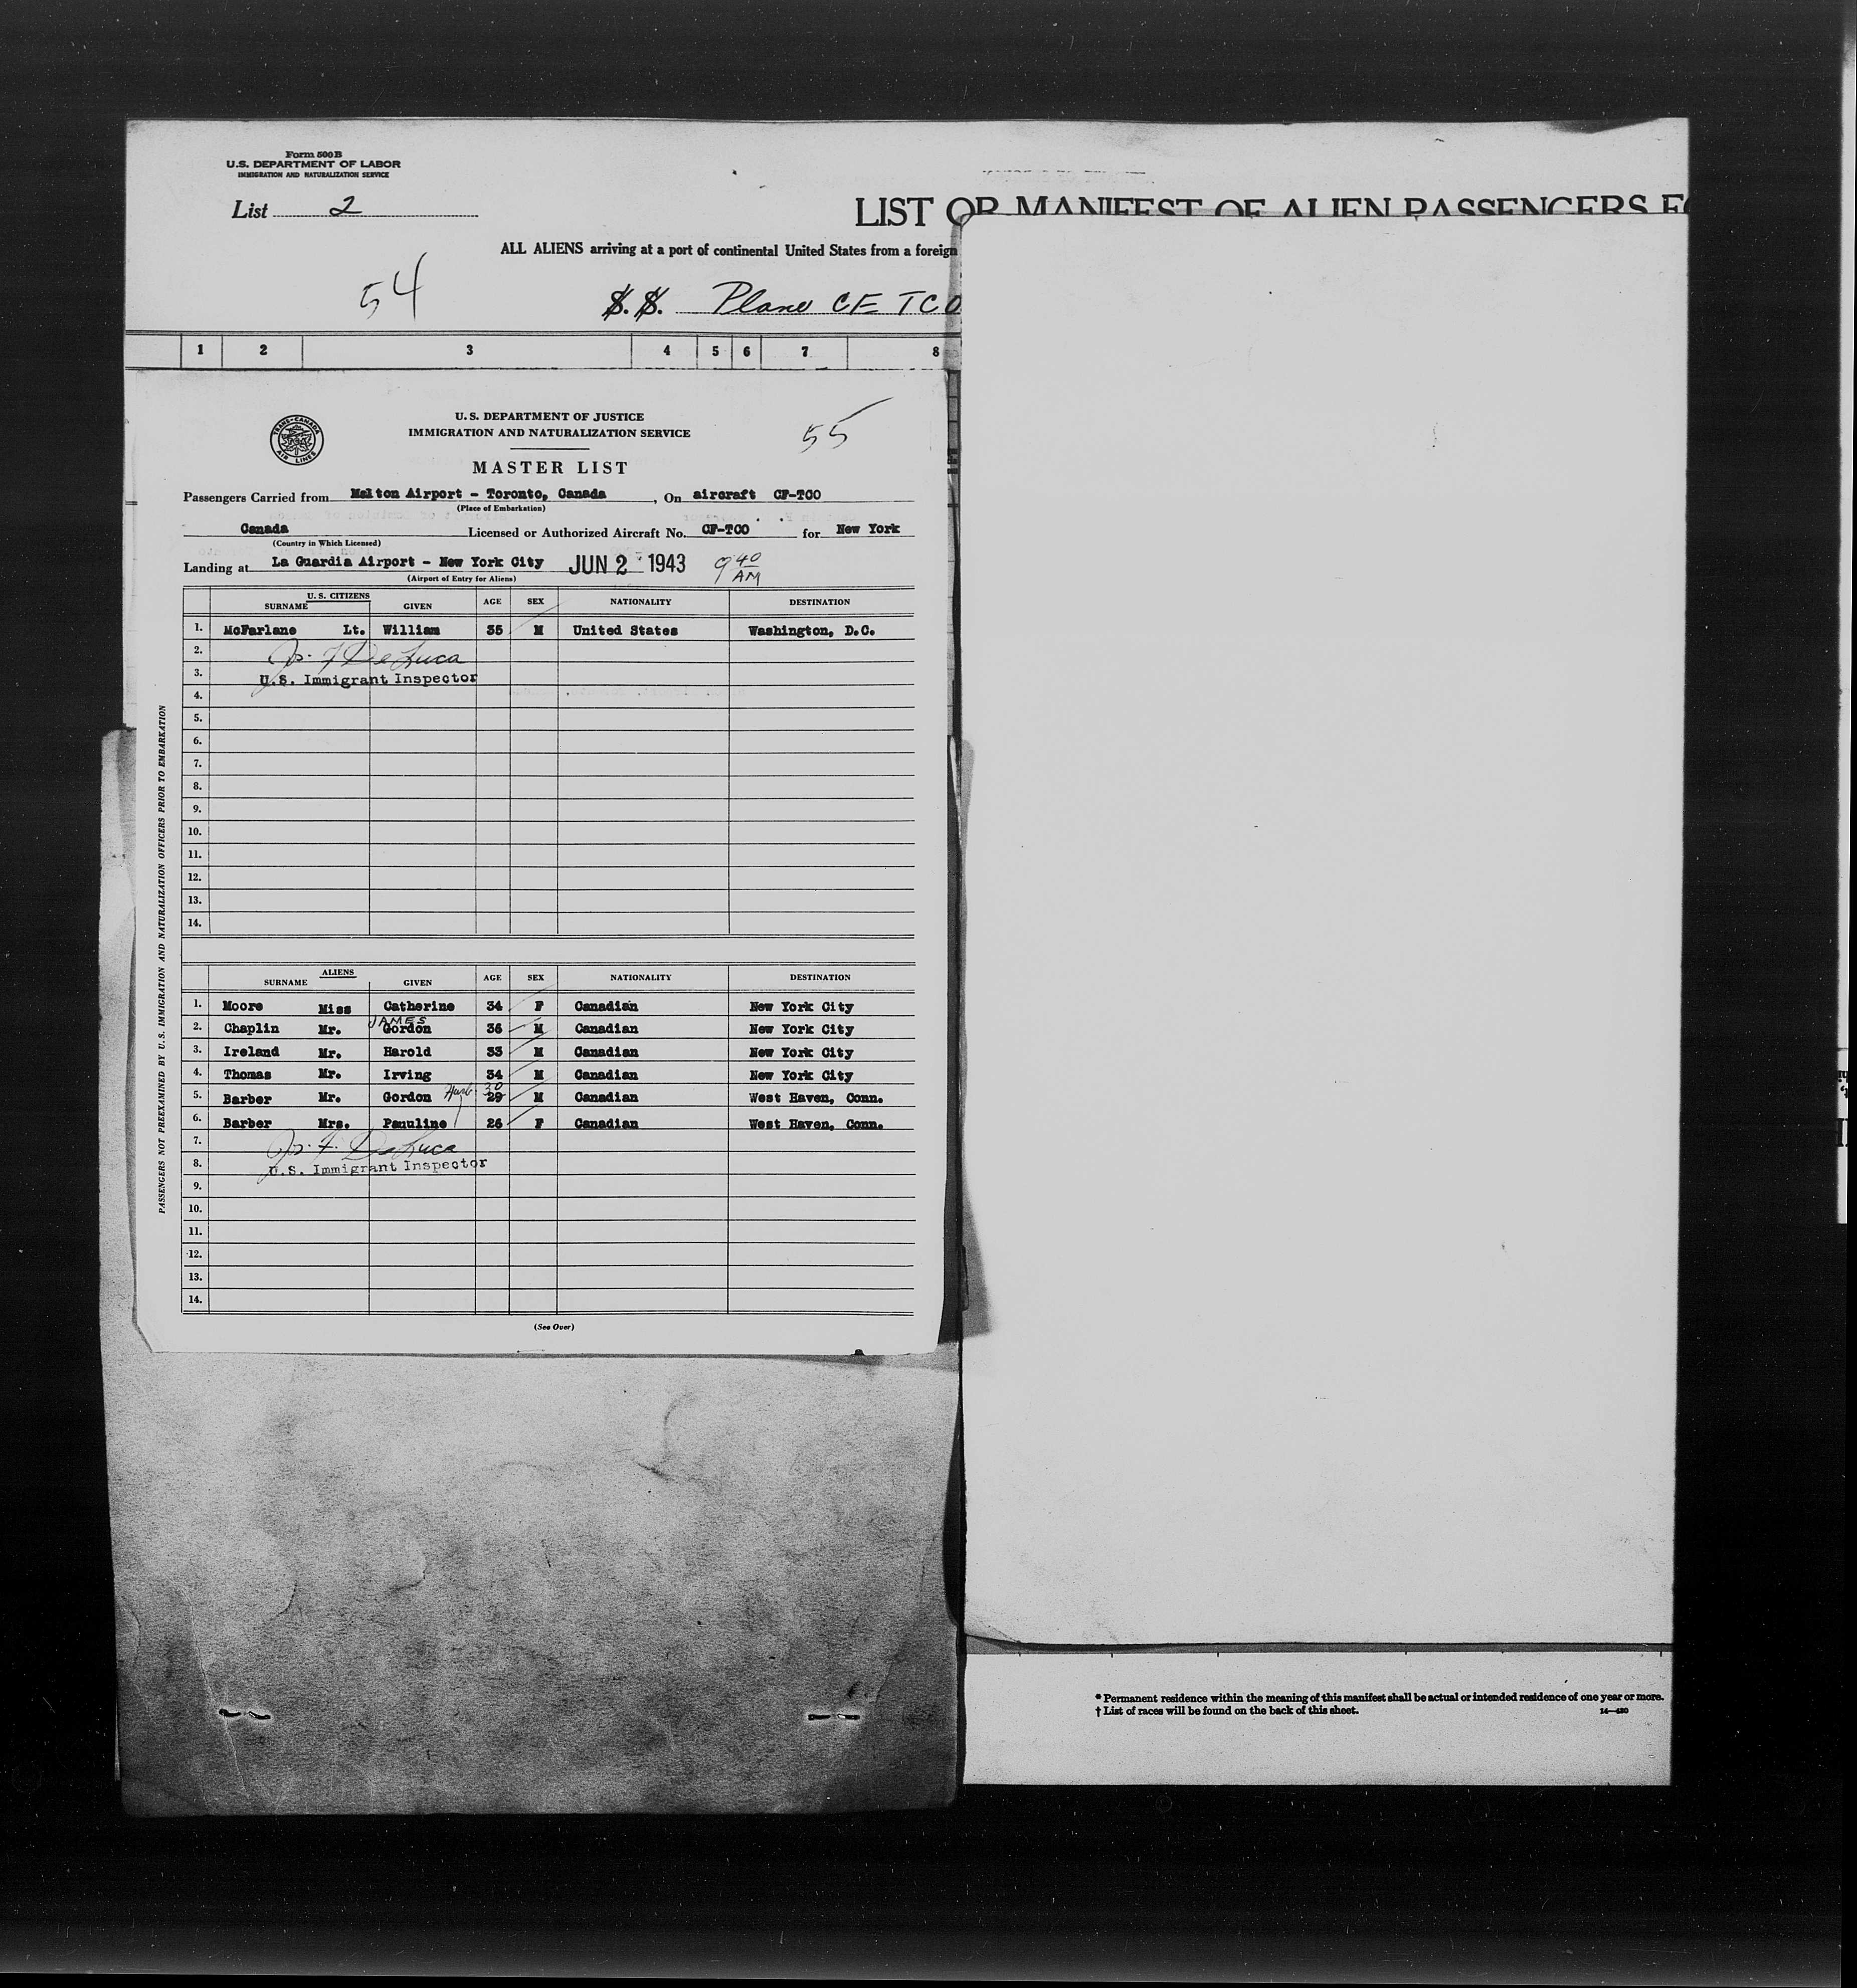 Form 500B
U.S. DEPARTMENT OF LABOR
IMMIGRATION AND NATURALIZATION SERVICE
List 2
LIST OR MANIFEST OF ALIEN PASSENGERS
ALL ALIENS arriving at a port of continental United States from a foreign
54
S.S. Plane CF TCO
1 2 3 4 5 6 7 8
TRANS-CANADA AIR LINES
U. S. DEPARTMENT OF JUSTICE
IMMIGRATION AND NATURALIZATION SERVICE
55
MASTER LIST
Passengers Carried from Malton Airport - Toronto, Canada, On aircraft CF-TCO
(Place of Embarkation)
Canada Licensed or Authorized Aircraft No. CF-TCO for New York
(Country in Which Licensed)
Landing at La Guardia Airport - New York City JUN 2 1943 9 40 AM
(Airport of Entry for Aliens)
U. S. CITIZENS
SURNAME GIVEN AGE SEX NATIONALITY DESTINATION
1. McFarlane Lt. William 35 M United States Washington, D.C.
2. Jos. F. DeLuca
3. U.S. Immigrant Inspector
4.
5.
6.
7.
8.
9.
10.
11.
12.
13.
14.
ALIENS
SURNAME GIVEN AGE SEX NATIONALITY DESTINATION
1. Moore Miss Catherine 34 F Canadian New York City
JAMES
2. Chaplin Mr. Gordon 36 M Canadian New York City
3. Ireland Mr. Harold 33 M Canadian New York City
4. Thomas Mr. Irving 34 M Canadian New York City
30
5. Barber Mr. Gordon 29 M Canadian West Haven, Conn.
6. Barber Mrs. Pauuline 26 F Canadian West Haven, Conn.
7. Jos. F. DeLuca
8. U.S. Immigrant Inspector
9.
10.
11.
12.
13.
14.
(See Over)
PASSENGERS NOT PREEXAMINED BY U.S. IMMIGRATION AND NATURALIZATION OFFICERS PRIOR TO EMBARKATION
* Permanent residence within the meaning of this manifest shall be actual or intended residence of one year or more.
† List of races will be found on the back of this sheet.